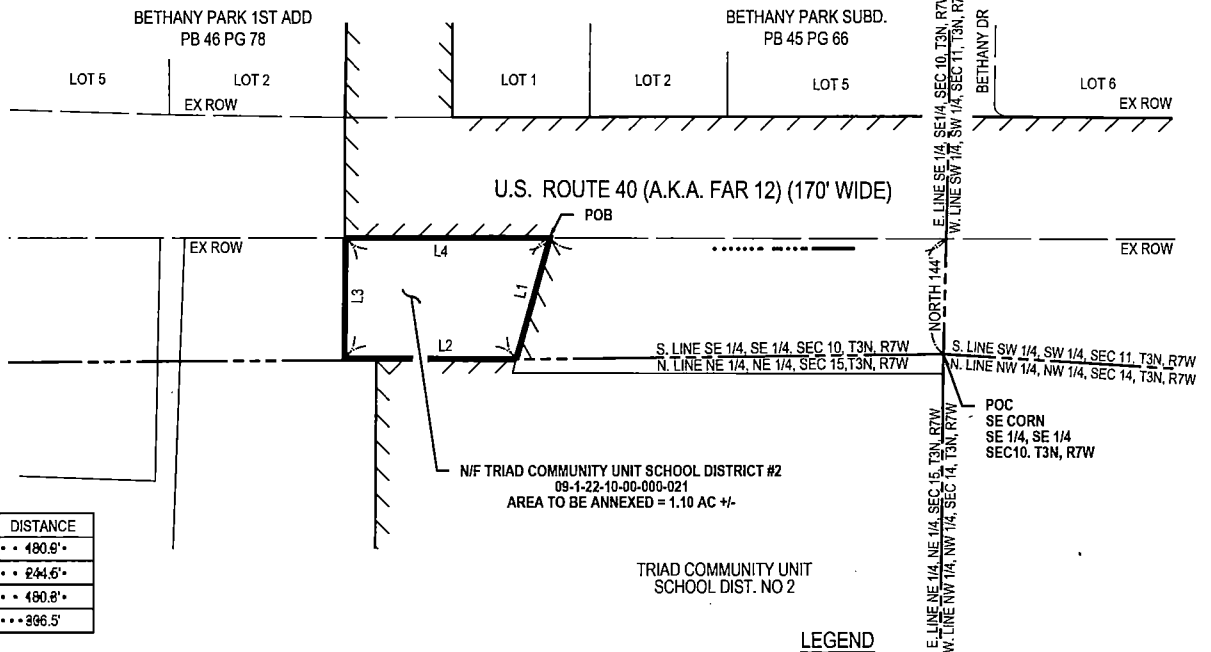 BETHANY PARK 1ST ADD
PB 46 PG 78
BETHANY PARK SUBD.
PB 45 PG 66
LOT 5
LOT 2
LOT 1
LOT 2
LOT 5
BETHANY DR
LOT 6
EX ROW
EX ROW
E. LINE SE 1/4, SE1/4, SEC 10, T3N, R7W
W. LINE SW 1/4, SW 1/4, SEC 11, T3N,
U.S. ROUTE 40 (A.K.A. FAR 12) (170' WIDE)
POB
EX ROW
L4
EX ROW
L3
L1
NORTH 144'
L2
S. LINE SE 1/4, SE 1/4, SEC 10, T3N, R7W
N. LINE NE 1/4, NE 1/4, SEC 15,T3N, R7W
S. LINE SW 1/4, SW 1/4, SEC 11, T3N, R7W
N. LINE NW 1/4, NW 1/4, SEC 14, T3N, R7W
POC
SE CORN
SE 1/4, SE 1/4
SEC10. T3N, R7W
N/F TRIAD COMMUNITY UNIT SCHOOL DISTRICT #2
09-1-22-10-00-000-021
AREA TO BE ANNEXED = 1.10 AC +/-
E. LINE NE 1/4, NE 1/4, SEC 15, T3N, R7W
W. LINE NW 1/4, NW 1/4, SEC 14, T3N, R7W
DISTANCE
TRIAD COMMUNITY UNIT
SCHOOL DIST. NO 2
LEGEND